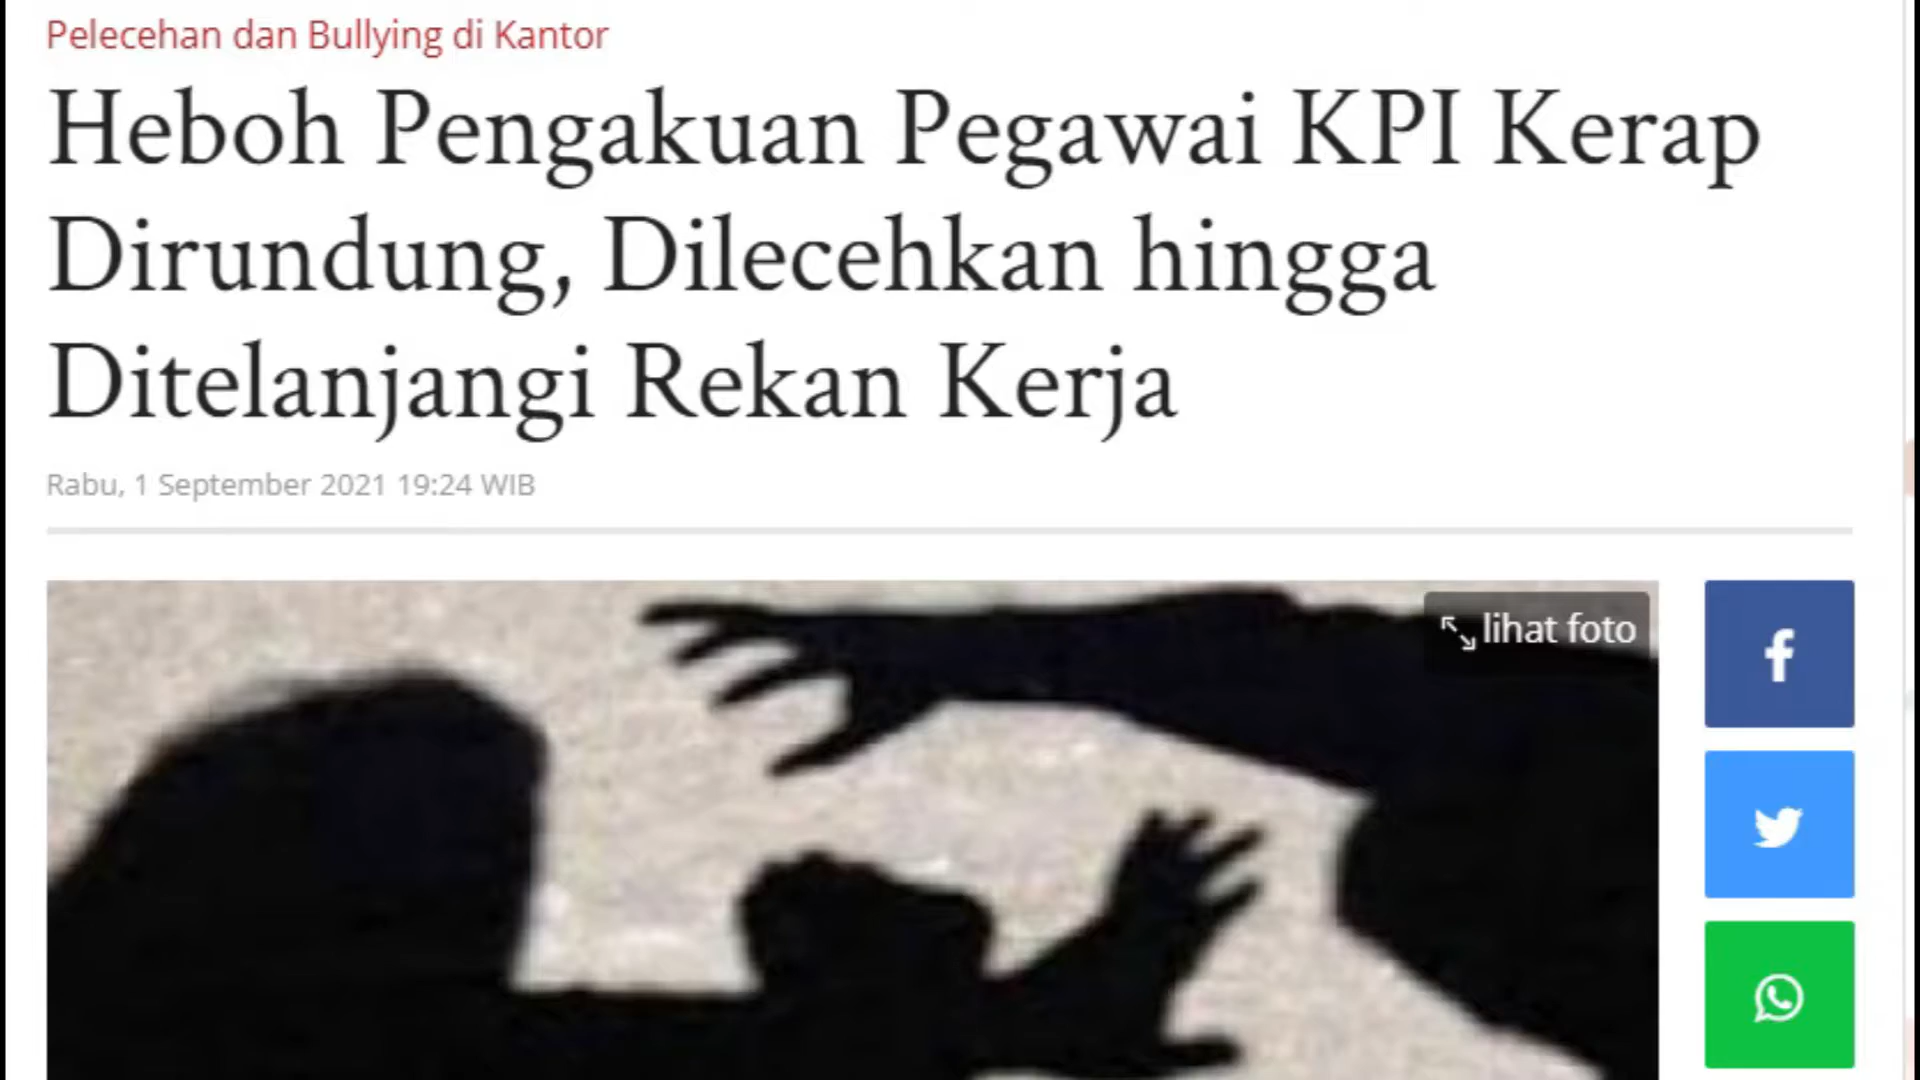 Pelecehan dan Bullying di Kantor
Heboh Pengakuan Pegawai KPI Kerap
Dirundung, Dilecehkan hingga
Ditelanjangi Rekan Kerja
Rabu, 1 September 2021 19:24 WIB
lihat foto